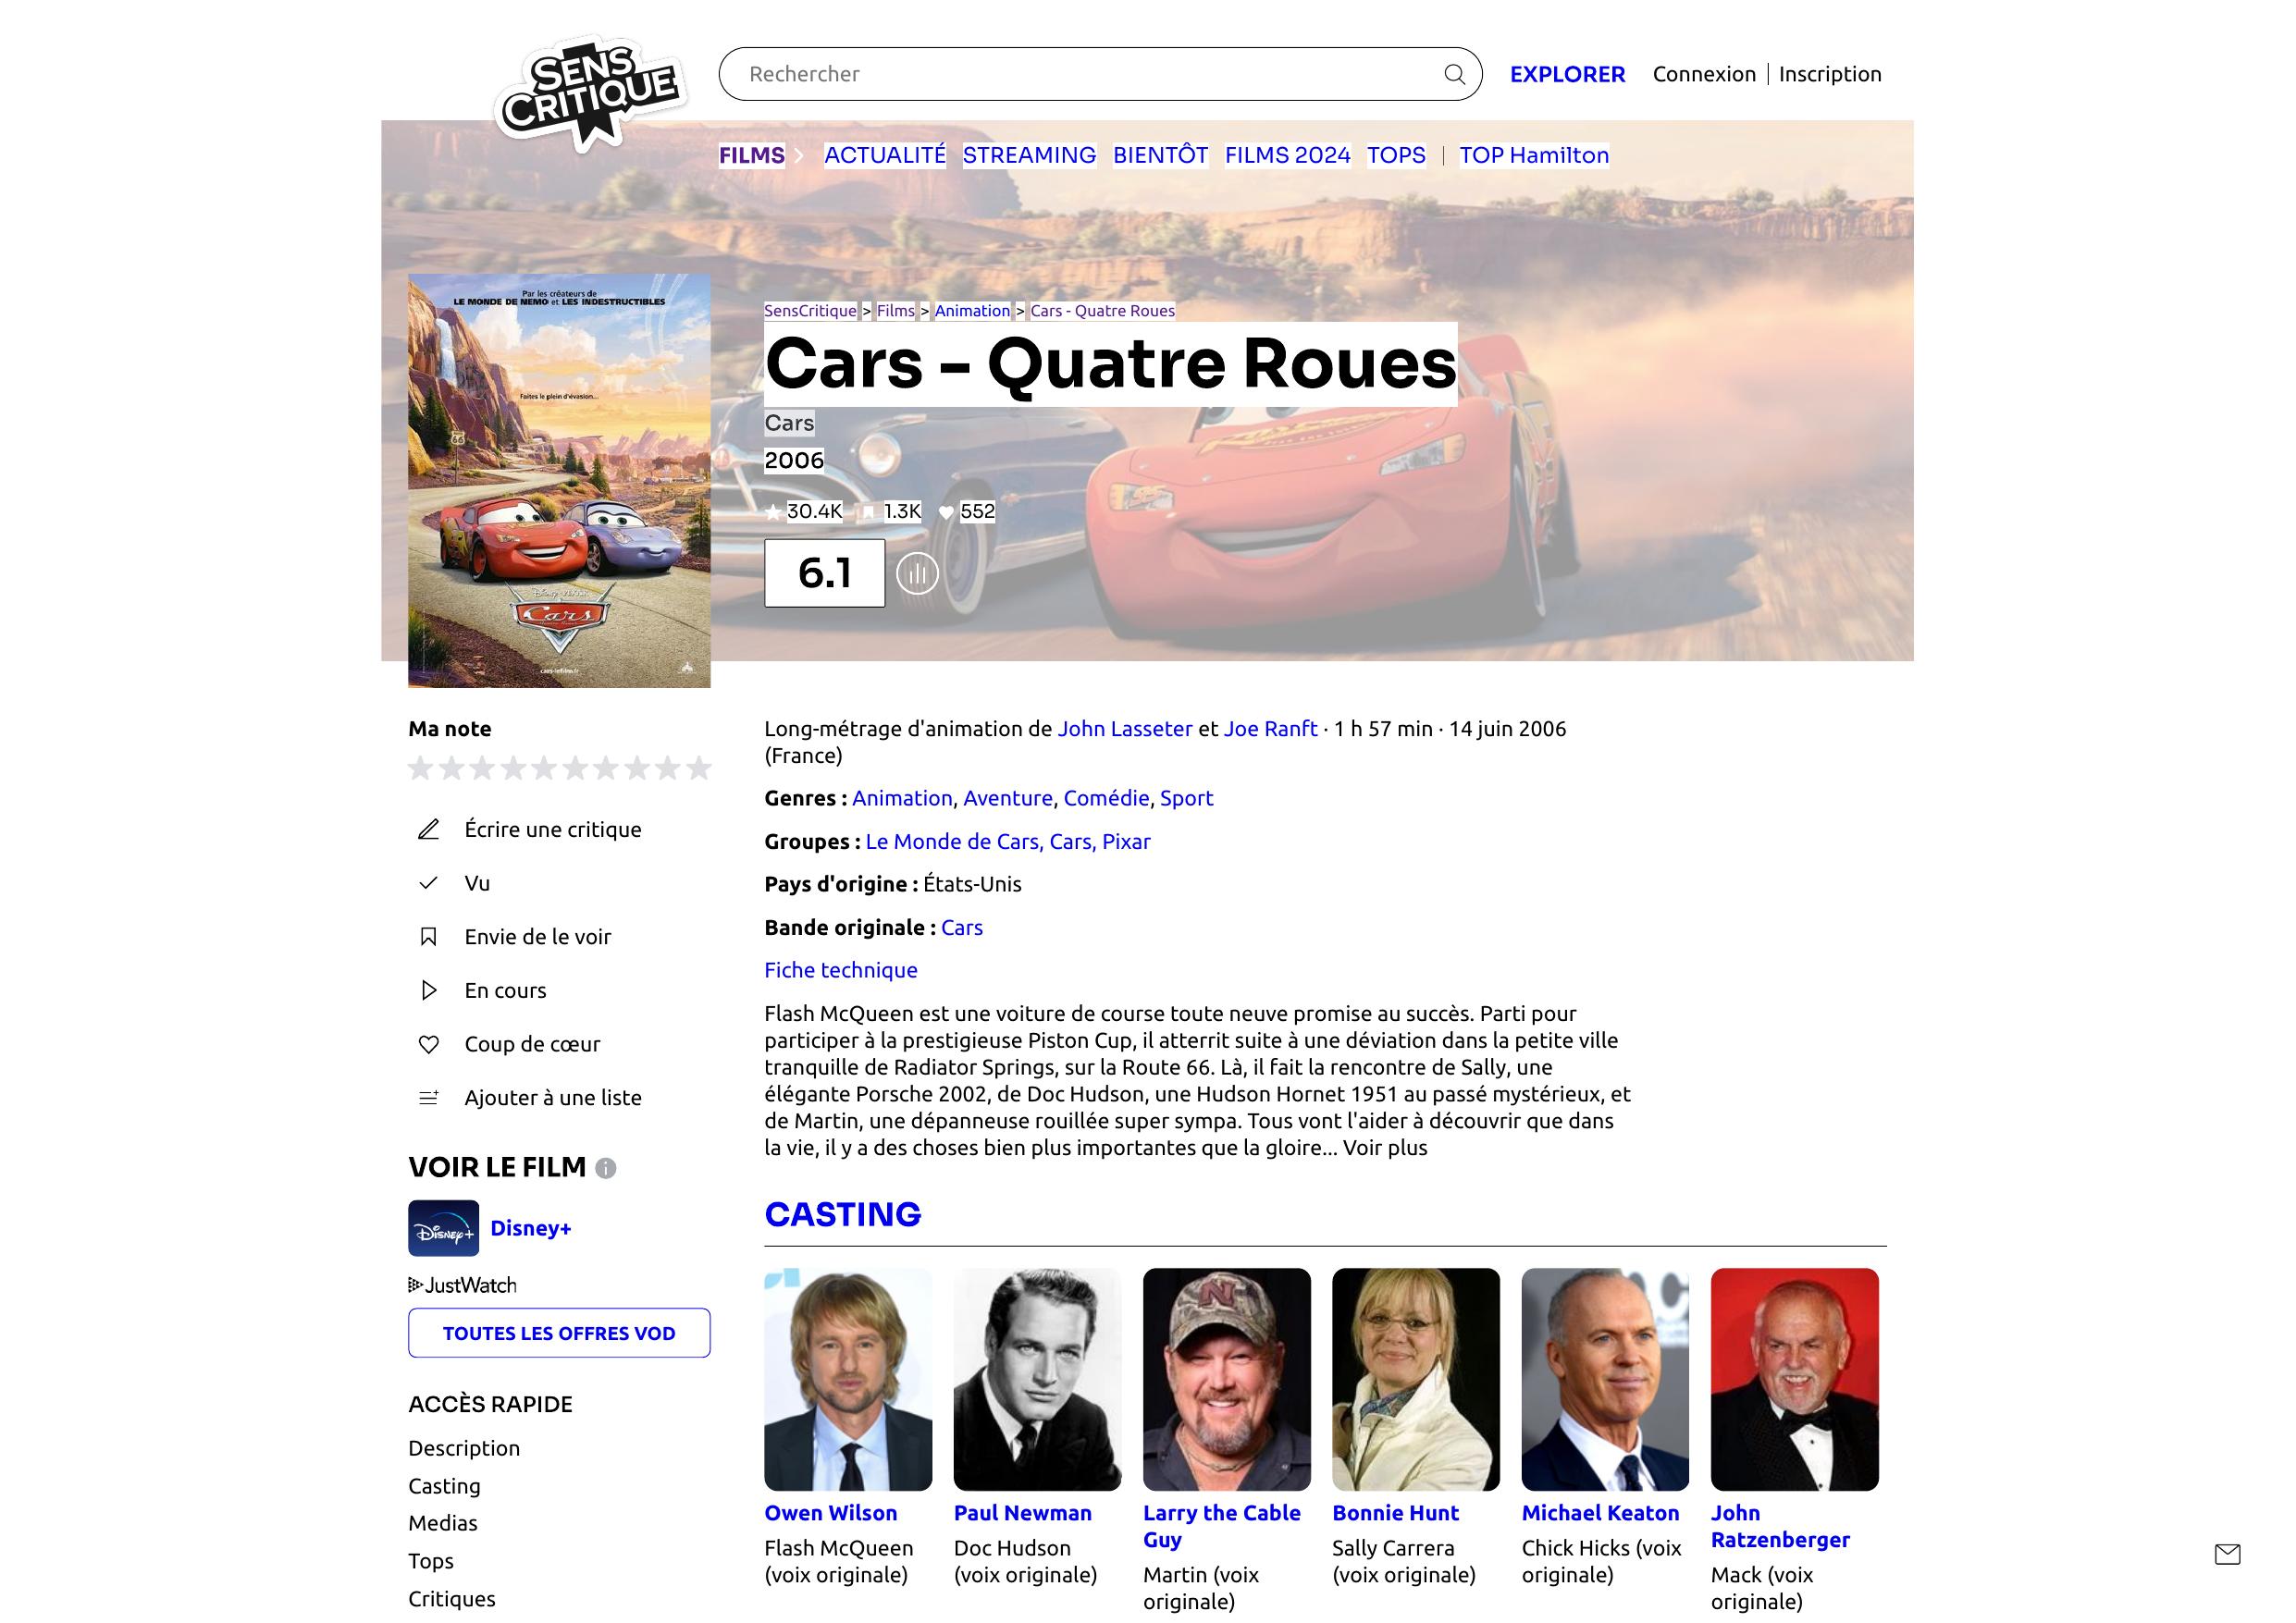 SENS
CRITIQUE
Rechercher
EXPLORER
Connexion
Inscription
FILMS
ACTUALITÉ
STREAMING
BIENTÔT
FILMS 2024
TOPS
TOP Hamilton
Par les créateurs de
LE MONDE DE NEMO et LES INDESTRUCTIBLES
Faites le plein d'évasion...
66
Disney · PIXAR
Cars
Quatre Roues
cars-lefilm.fr
SensCritique > Films > Animation > Cars - Quatre Roues
Cars - Quatre Roues
Cars
2006
30.4K 1.3K 552
6.1
Ma note
Écrire une critique
Vu
Envie de le voir
En cours
Coup de cœur
Ajouter à une liste
VOIR LE FILM
Disney+
Disney+
JustWatch
TOUTES LES OFFRES VOD
ACCÈS RAPIDE
Description
Casting
Medias
Tops
Critiques
Long-métrage d'animation de John Lasseter et Joe Ranft · 1 h 57 min · 14 juin 2006
(France)
Genres : Animation, Aventure, Comédie, Sport
Groupes : Le Monde de Cars, Cars, Pixar
Pays d'origine : États-Unis
Bande originale : Cars
Fiche technique
Flash McQueen est une voiture de course toute neuve promise au succès. Parti pour
participer à la prestigieuse Piston Cup, il atterrit suite à une déviation dans la petite ville
tranquille de Radiator Springs, sur la Route 66. Là, il fait la rencontre de Sally, une
élégante Porsche 2002, de Doc Hudson, une Hudson Hornet 1951 au passé mystérieux, et
de Martin, une dépanneuse rouillée super sympa. Tous vont l'aider à découvrir que dans
la vie, il y a des choses bien plus importantes que la gloire... Voir plus
CASTING
N
Owen Wilson
Flash McQueen
(voix originale)
Paul Newman
Doc Hudson
(voix originale)
Larry the Cable
Guy
Martin (voix
originale)
Bonnie Hunt
Sally Carrera
(voix originale)
Michael Keaton
Chick Hicks (voix
originale)
John
Ratzenberger
Mack (voix
originale)